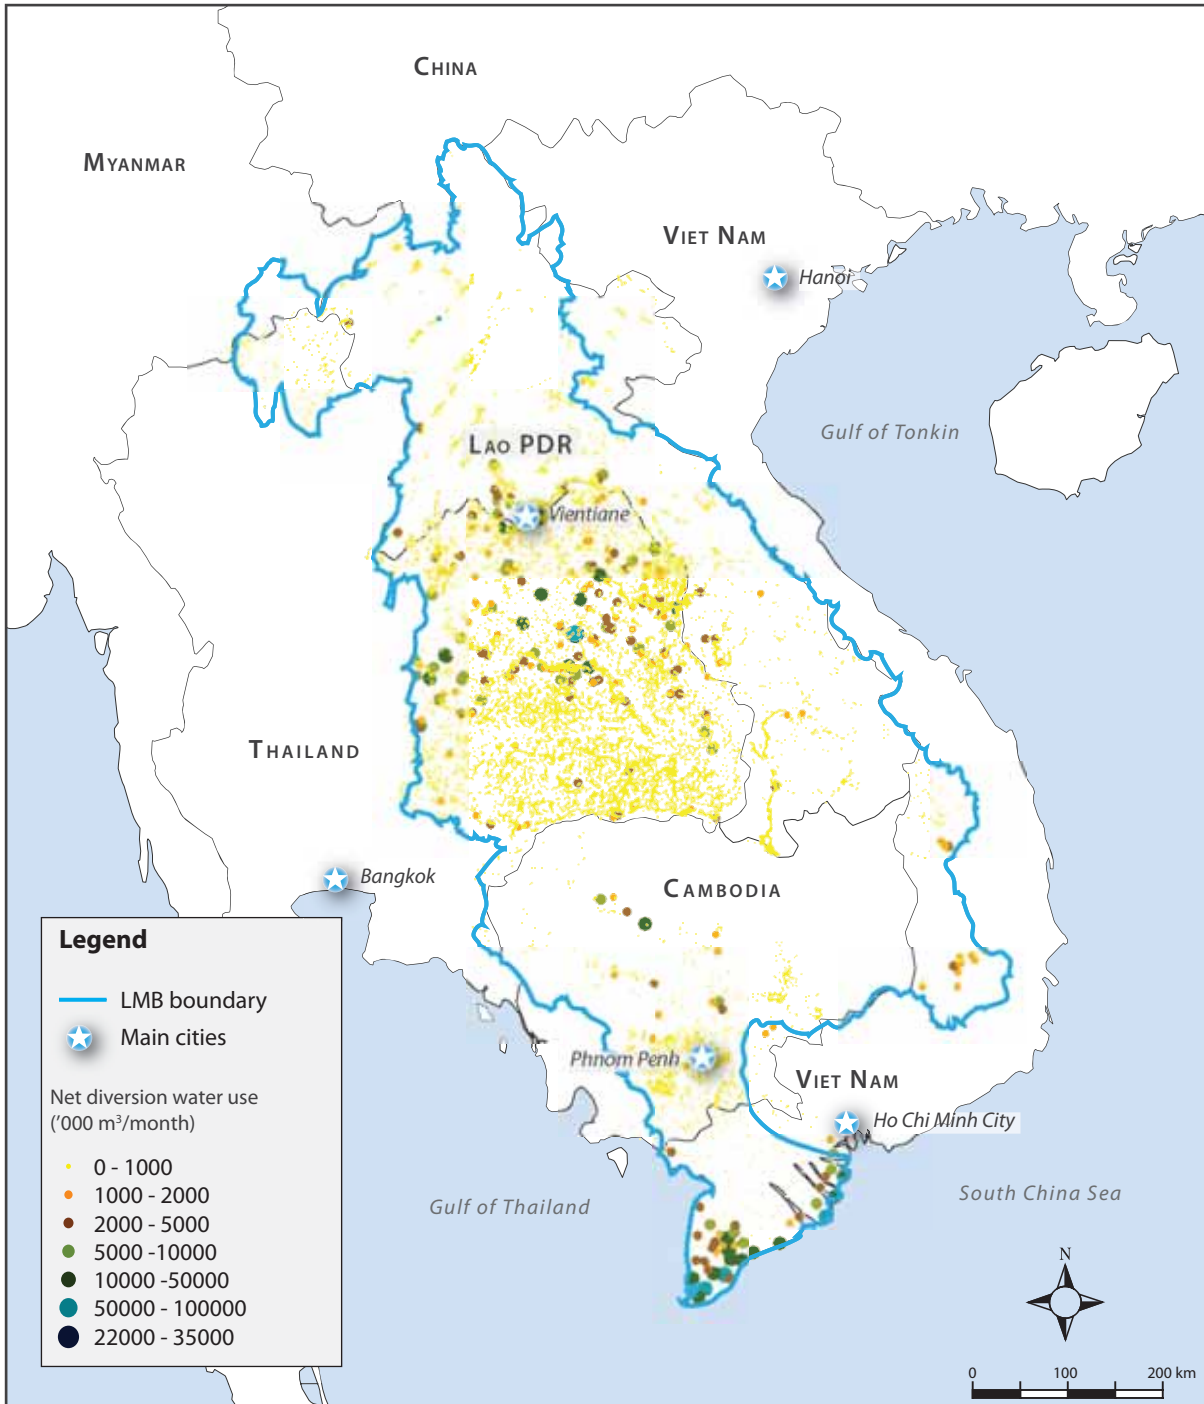 CHINA
MYANMAR
VIET NAM
Hanoi
Gulf of Tonkin
LAO PDR
Vientiane
THAILAND
Bangkok
CAMBODIA
Phnom Penh
VIET NAM
Ho Chi Minh City
Gulf of Thailand
South China Sea
Legend
LMB boundary
Main cities
Net diversion water use
('000 m³/month)
0 - 1000
1000 - 2000
2000 - 5000
5000 -10000
10000 -50000
50000 - 100000
22000 - 35000
N
0 100 200 km